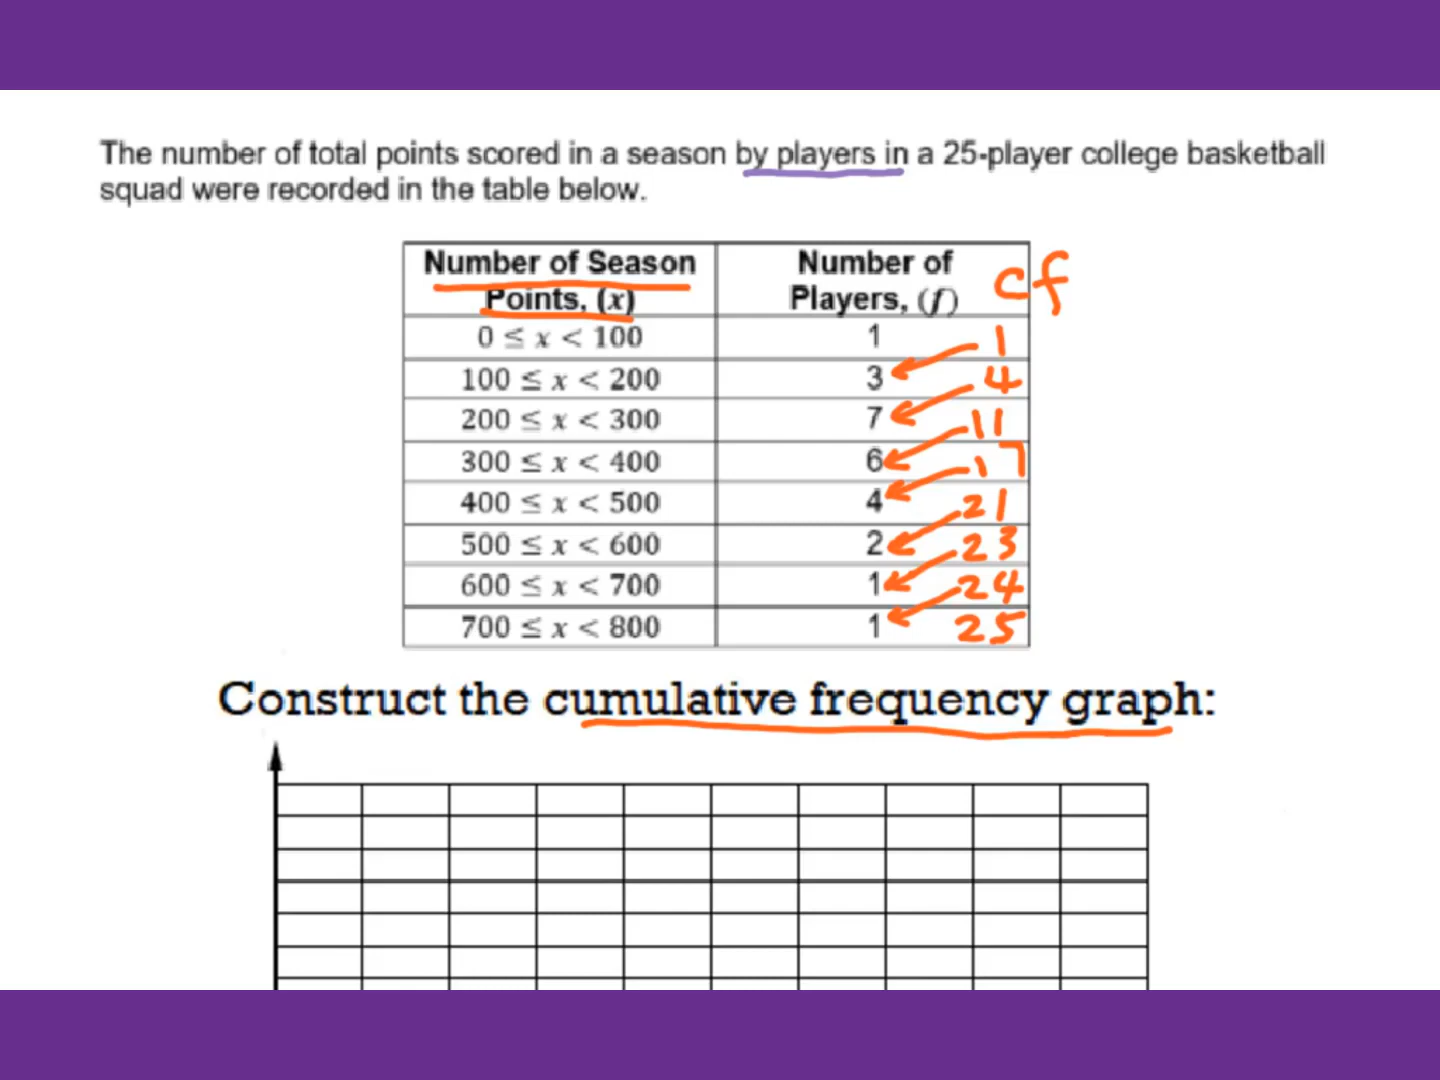 The number of total points scored in a season by players in a 25-player college basketball
squad were recorded in the table below.
Number of Season Points, (x) Number of Players, (f) cf
0 ≤ x < 100 1 1
100 ≤ x < 200 3 4
200 ≤ x < 300 7 11
300 ≤ x < 400 6 17
400 ≤ x < 500 4 21
500 ≤ x < 600 2 23
600 ≤ x < 700 1 24
700 ≤ x < 800 1 25
Construct the cumulative frequency graph: